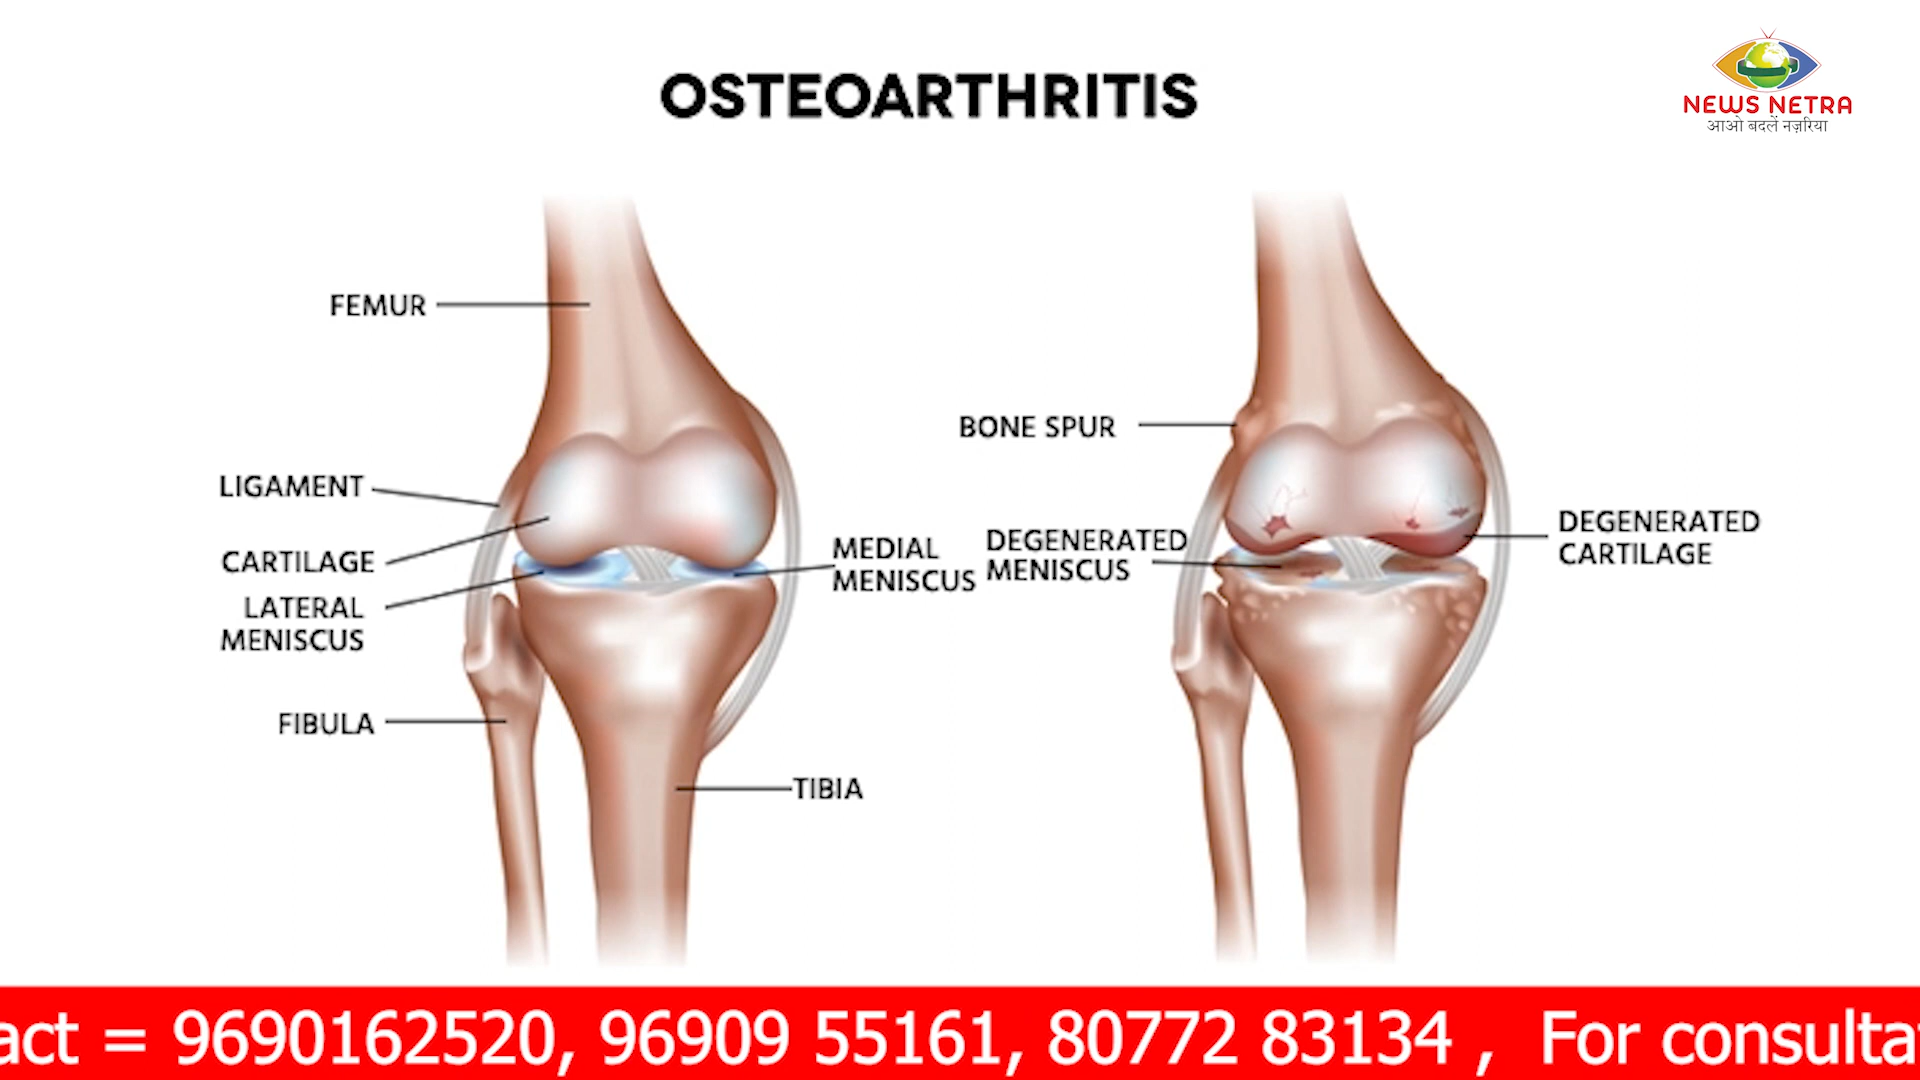 OSTEOARTHRITIS
NEWS NETRA
आओ बदलें नज़रिया
FEMUR
LIGAMENT
CARTILAGE
LATERAL
MENISCUS
FIBULA
MEDIAL
MENISCUS
TIBIA
BONE SPUR
DEGENERATED
MENISCUS
DEGENERATED
CARTILAGE
act = 9690162520, 96909 55161, 80772 83134 , For consulta